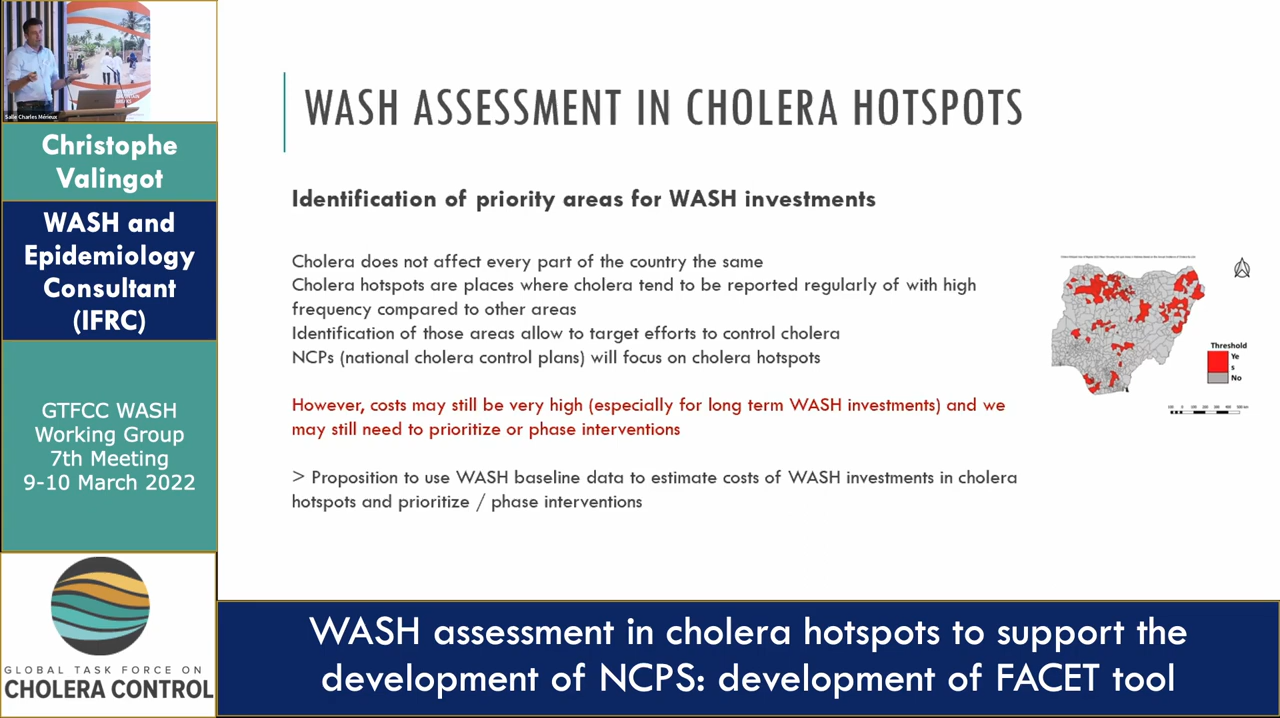 Salle Charles Mérieux
Christophe
Valingot
WASH and
Epidemiology
Consultant
(IFRC)
GTFCC WASH
Working Group
7th Meeting
9-10 March 2022
GLOBAL TASK FORCE ON
CHOLERA CONTROL
WASH ASSESSMENT IN CHOLERA HOTSPOTS
Identification of priority areas for WASH investments
Cholera does not affect every part of the country the same
Cholera hotspots are places where cholera tend to be reported regularly of with high
frequency compared to other areas
Identification of those areas allow to target efforts to control cholera
NCPs (national cholera control plans) will focus on cholera hotspots
However, costs may still be very high (especially for long term WASH investments) and we
may still need to prioritize or phase interventions
> Proposition to use WASH baseline data to estimate costs of WASH investments in cholera
hotspots and prioritize / phase interventions
Threshold
Ye
s
No
WASH assessment in cholera hotspots to support the
development of NCPS: development of FACET tool